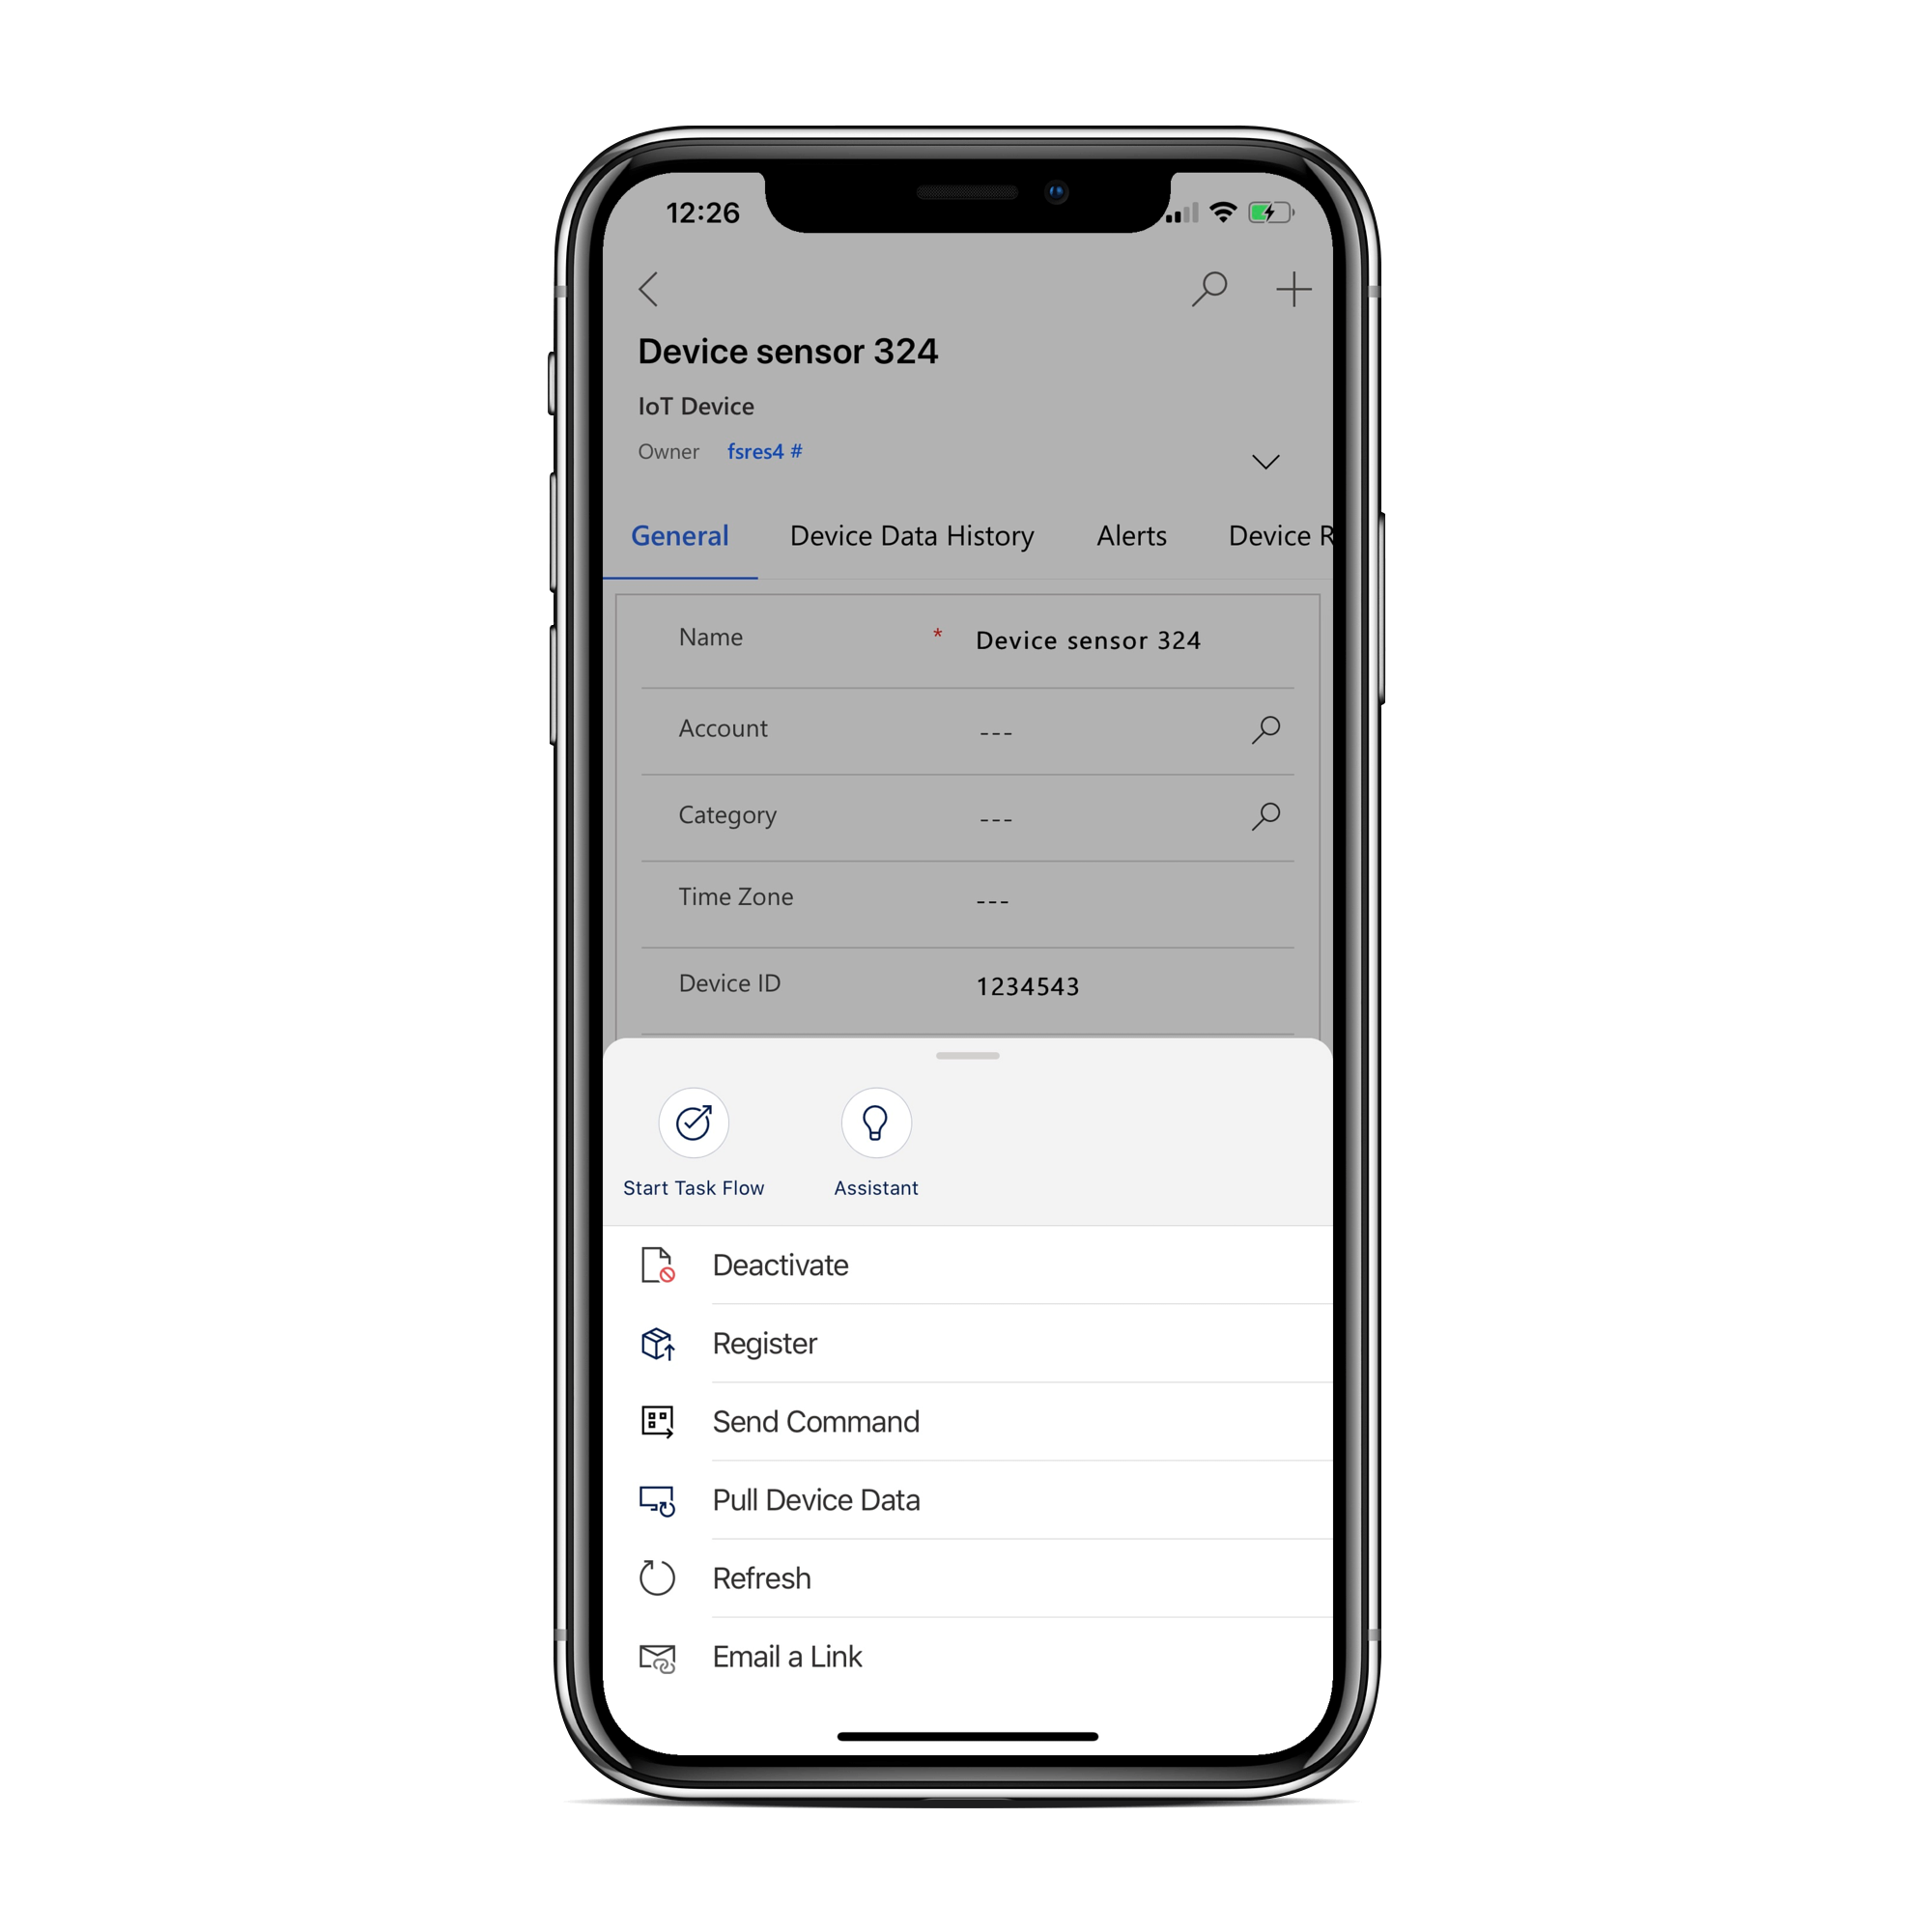 12:26
Device sensor 324
IoT Device
Owner fsres4 #
General Device Data History Alerts Device R
Name * Device sensor 324
Account ---
Category ---
Time Zone ---
Device ID 1234543
Start Task Flow Assistant
Deactivate
Register
Send Command
Pull Device Data
Refresh
Email a Link